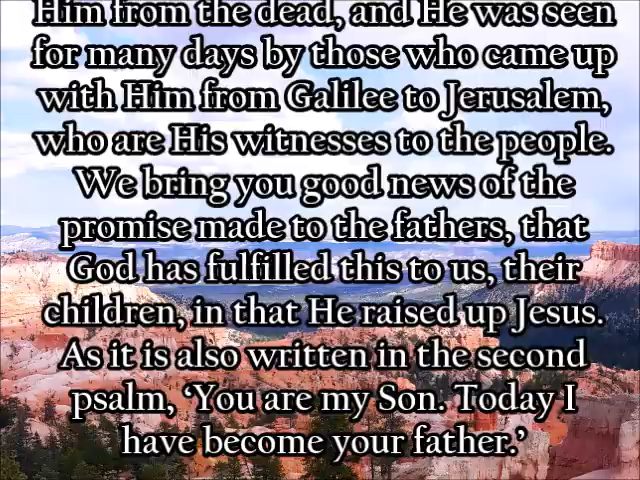 Him from the dead, and He was seen
for many days by those who came up
with Him from Galilee to Jerusalem,
who are His witnesses to the people.
We bring you good news of the
promise made to the fathers, that
God has fulfilled this to us, their
children, in that He raised up Jesus.
As it is also written in the second
psalm, ‘You are my Son. Today I
have become your father.’